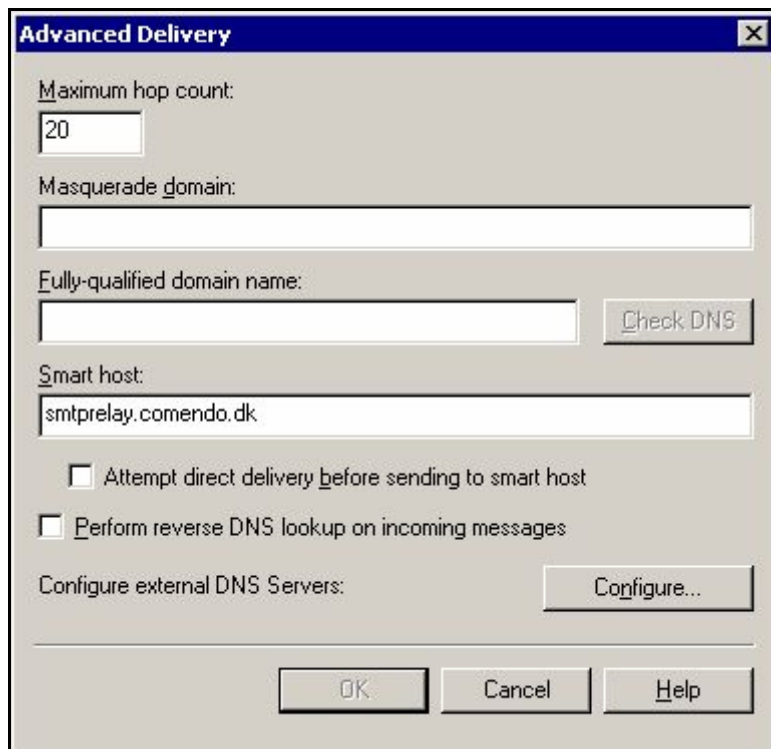 Advanced Delivery
Maximum hop count:
20
Masquerade domain:
Fully-qualified domain name:
Check DNS
Smart host:
smtprelay.comendo.dk
Attempt direct delivery before sending to smart host
Perform reverse DNS lookup on incoming messages
Configure external DNS Servers: Configure...
OK Cancel Help